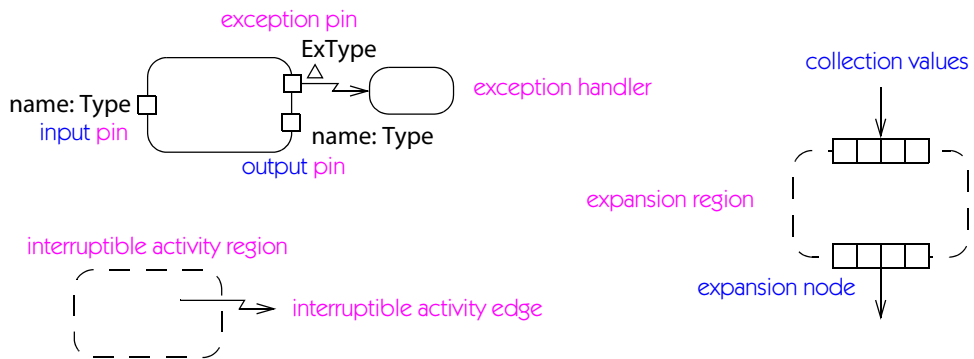 exception pin
ExType
exception handler
name: Type
input pin
name: Type
output pin
collection values
expansion region
expansion node
interruptible activity region
interruptible activity edge